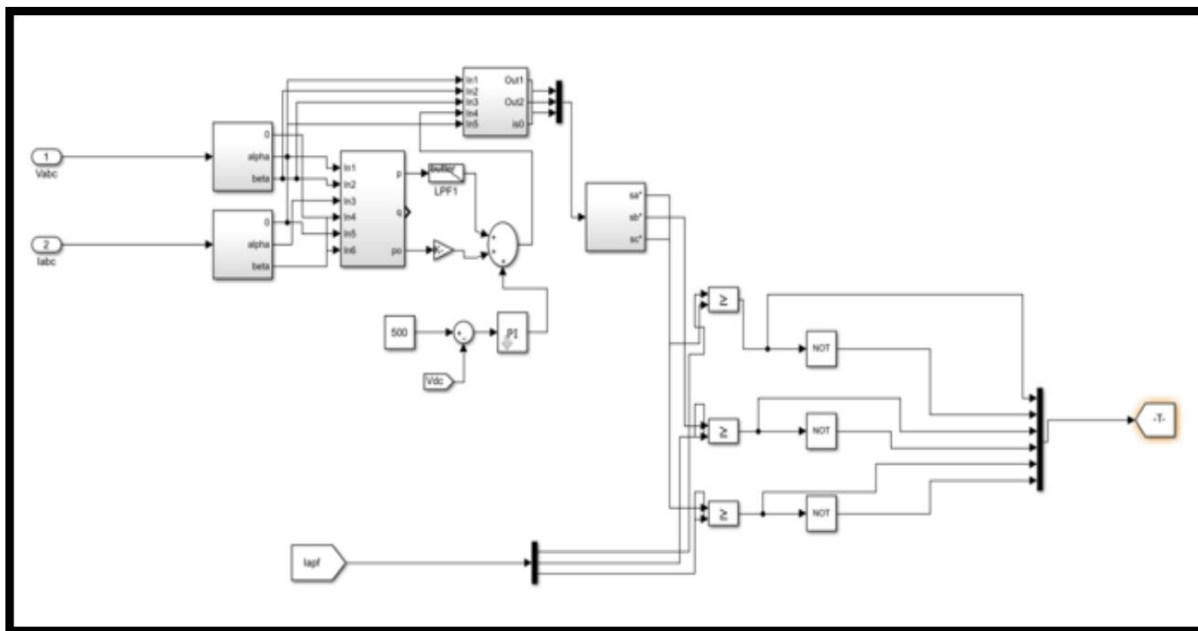 1
Vabc
2
Iabc
0
alpha
beta
0
alpha
beta
In1
In2
In3
In4
In5
Out1
Out2
is0
In1
In2
In3
In4
In5
In6
p
q
po
LPF1
K-
+
+
+
500
+
-
PI
Vdc
sa*
sb*
sc*
≥
NOT
≥
NOT
≥
NOT
Iapf
-T-